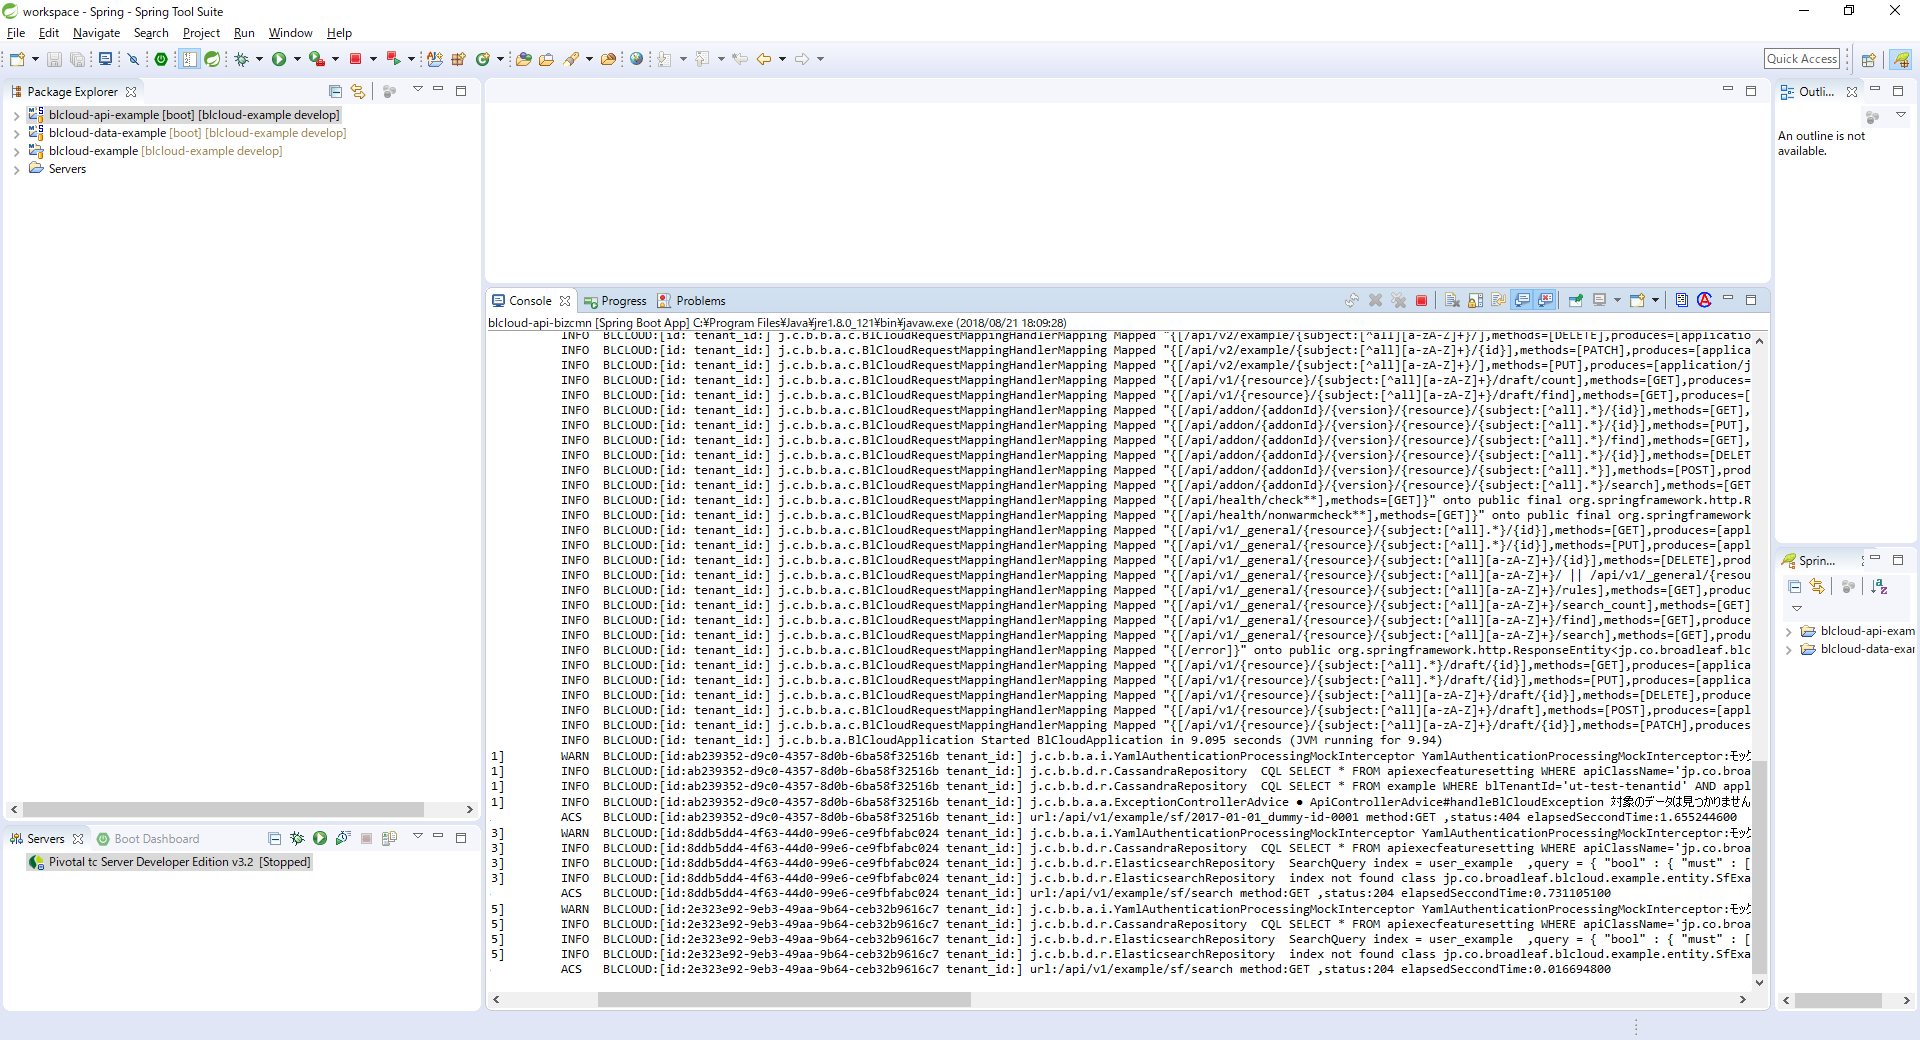 workspace - Spring - Spring Tool Suite
File Edit Navigate Search Project Run Window Help
Quick Access
Package Explorer
blcloud-api-example [boot] [blcloud-example develop]
blcloud-data-example [boot] [blcloud-example develop]
blcloud-example [blcloud-example develop]
Servers
Servers Boot Dashboard
Pivotal tc Server Developer Edition v3.2 [Stopped]
Console Progress Problems
blcloud-api-bizcmn [Spring Boot App] C:¥Program Files¥Java¥jre1.8.0_121¥bin¥javaw.exe (2018/08/21 18:09:28)
INFO BLCLOUD:[id: tenant_id:] j.c.b.b.a.c.BlCloudRequestMappingHandlerMapping Mapped "{[/api/v2/example/{subject:[^all][a-zA-Z]+}/],methods=[DELETE],produces=[applicatio
INFO BLCLOUD:[id: tenant_id:] j.c.b.b.a.c.BlCloudRequestMappingHandlerMapping Mapped "{[/api/v2/example/{subject:[^all][a-zA-Z]+}/{id}],methods=[PATCH],produces=[applica
INFO BLCLOUD:[id: tenant_id:] j.c.b.b.a.c.BlCloudRequestMappingHandlerMapping Mapped "{[/api/v2/example/{subject:[^all][a-zA-Z]+}/],methods=[PUT],produces=[application/j
INFO BLCLOUD:[id: tenant_id:] j.c.b.b.a.c.BlCloudRequestMappingHandlerMapping Mapped "{[/api/v1/{resource}/{subject:[^all][a-zA-Z]+}/draft/count],methods=[GET],produces=
INFO BLCLOUD:[id: tenant_id:] j.c.b.b.a.c.BlCloudRequestMappingHandlerMapping Mapped "{[/api/v1/{resource}/{subject:[^all][a-zA-Z]+}/draft/find],methods=[GET],produces=[
INFO BLCLOUD:[id: tenant_id:] j.c.b.b.a.c.BlCloudRequestMappingHandlerMapping Mapped "{[/api/addon/{addonId}/{version}/{resource}/{subject:[^all].*}/{id}],methods=[GET],
INFO BLCLOUD:[id: tenant_id:] j.c.b.b.a.c.BlCloudRequestMappingHandlerMapping Mapped "{[/api/addon/{addonId}/{version}/{resource}/{subject:[^all].*}/{id}],methods=[PUT],
INFO BLCLOUD:[id: tenant_id:] j.c.b.b.a.c.BlCloudRequestMappingHandlerMapping Mapped "{[/api/addon/{addonId}/{version}/{resource}/{subject:[^all].*}/find],methods=[GET],
INFO BLCLOUD:[id: tenant_id:] j.c.b.b.a.c.BlCloudRequestMappingHandlerMapping Mapped "{[/api/addon/{addonId}/{version}/{resource}/{subject:[^all].*}/{id}],methods=[DELET
INFO BLCLOUD:[id: tenant_id:] j.c.b.b.a.c.BlCloudRequestMappingHandlerMapping Mapped "{[/api/addon/{addonId}/{version}/{resource}/{subject:[^all].*}],methods=[POST],prod
INFO BLCLOUD:[id: tenant_id:] j.c.b.b.a.c.BlCloudRequestMappingHandlerMapping Mapped "{[/api/addon/{addonId}/{version}/{resource}/{subject:[^all].*}/search],methods=[GET
INFO BLCLOUD:[id: tenant_id:] j.c.b.b.a.c.BlCloudRequestMappingHandlerMapping Mapped "{[/api/health/check**],methods=[GET]}" onto public final org.springframework.http.R
INFO BLCLOUD:[id: tenant_id:] j.c.b.b.a.c.BlCloudRequestMappingHandlerMapping Mapped "{[/api/health/nonwarmcheck**],methods=[GET]}" onto public final org.springframework
INFO BLCLOUD:[id: tenant_id:] j.c.b.b.a.c.BlCloudRequestMappingHandlerMapping Mapped "{[/api/v1/_general/{resource}/{subject:[^all].*}/{id}],methods=[GET],produces=[appl
INFO BLCLOUD:[id: tenant_id:] j.c.b.b.a.c.BlCloudRequestMappingHandlerMapping Mapped "{[/api/v1/_general/{resource}/{subject:[^all].*}/{id}],methods=[PUT],produces=[appl
INFO BLCLOUD:[id: tenant_id:] j.c.b.b.a.c.BlCloudRequestMappingHandlerMapping Mapped "{[/api/v1/_general/{resource}/{subject:[^all][a-zA-Z]+}/{id}],methods=[DELETE],prod
INFO BLCLOUD:[id: tenant_id:] j.c.b.b.a.c.BlCloudRequestMappingHandlerMapping Mapped "{[/api/v1/_general/{resource}/{subject:[^all][a-zA-Z]+}/ || /api/v1/_general/{resou
INFO BLCLOUD:[id: tenant_id:] j.c.b.b.a.c.BlCloudRequestMappingHandlerMapping Mapped "{[/api/v1/_general/{resource}/{subject:[^all][a-zA-Z]+}/rules],methods=[GET],produc
INFO BLCLOUD:[id: tenant_id:] j.c.b.b.a.c.BlCloudRequestMappingHandlerMapping Mapped "{[/api/v1/_general/{resource}/{subject:[^all][a-zA-Z]+}/search_count],methods=[GET]
INFO BLCLOUD:[id: tenant_id:] j.c.b.b.a.c.BlCloudRequestMappingHandlerMapping Mapped "{[/api/v1/_general/{resource}/{subject:[^all][a-zA-Z]+}/find],methods=[GET],produce
INFO BLCLOUD:[id: tenant_id:] j.c.b.b.a.c.BlCloudRequestMappingHandlerMapping Mapped "{[/api/v1/_general/{resource}/{subject:[^all][a-zA-Z]+}/search],methods=[GET],produ
INFO BLCLOUD:[id: tenant_id:] j.c.b.b.a.c.BlCloudRequestMappingHandlerMapping Mapped "{[/error]}" onto public org.springframework.http.ResponseEntity<jp.co.broadleaf.blc
INFO BLCLOUD:[id: tenant_id:] j.c.b.b.a.c.BlCloudRequestMappingHandlerMapping Mapped "{[/api/v1/{resource}/{subject:[^all].*}/draft/{id}],methods=[GET],produces=[applica
INFO BLCLOUD:[id: tenant_id:] j.c.b.b.a.c.BlCloudRequestMappingHandlerMapping Mapped "{[/api/v1/{resource}/{subject:[^all].*}/draft/{id}],methods=[PUT],produces=[applica
INFO BLCLOUD:[id: tenant_id:] j.c.b.b.a.c.BlCloudRequestMappingHandlerMapping Mapped "{[/api/v1/{resource}/{subject:[^all][a-zA-Z]+}/draft/{id}],methods=[DELETE],produce
INFO BLCLOUD:[id: tenant_id:] j.c.b.b.a.c.BlCloudRequestMappingHandlerMapping Mapped "{[/api/v1/{resource}/{subject:[^all][a-zA-Z]+}/draft],methods=[POST],produces=[appl
INFO BLCLOUD:[id: tenant_id:] j.c.b.b.a.c.BlCloudRequestMappingHandlerMapping Mapped "{[/api/v1/{resource}/{subject:[^all][a-zA-Z]+}/draft/{id}],methods=[PATCH],produces
INFO BLCLOUD:[id: tenant_id:] j.c.b.b.a.BlCloudApplication Started BlCloudApplication in 9.095 seconds (JVM running for 9.94)
1] WARN BLCLOUD:[id:ab239352-d9c0-4357-8d0b-6ba58f32516b tenant_id:] j.c.b.b.a.i.YamlAuthenticationProcessingMockInterceptor YamlAuthenticationProcessingMockInterceptor:モック
1] INFO BLCLOUD:[id:ab239352-d9c0-4357-8d0b-6ba58f32516b tenant_id:] j.c.b.b.d.r.CassandraRepository CQL SELECT * FROM apiexecfeaturesetting WHERE apiClassName='jp.co.broa
1] INFO BLCLOUD:[id:ab239352-d9c0-4357-8d0b-6ba58f32516b tenant_id:] j.c.b.b.d.r.CassandraRepository CQL SELECT * FROM example WHERE blTenantId='ut-test-tenantid' AND appl
1] INFO BLCLOUD:[id:ab239352-d9c0-4357-8d0b-6ba58f32516b tenant_id:] j.c.b.b.a.a.ExceptionControllerAdvice ● ApiControllerAdvice#handleBlCloudException 対象のデータは見つかりません
ACS BLCLOUD:[id:ab239352-d9c0-4357-8d0b-6ba58f32516b tenant_id:] url:/api/v1/example/sf/2017-01-01_dummy-id-0001 method:GET ,status:404 elapsedSeccondTime:1.655244600
3] WARN BLCLOUD:[id:8ddb5dd4-4f63-44d0-99e6-ce9fbfabc024 tenant_id:] j.c.b.b.a.i.YamlAuthenticationProcessingMockInterceptor YamlAuthenticationProcessingMockInterceptor:モック
3] INFO BLCLOUD:[id:8ddb5dd4-4f63-44d0-99e6-ce9fbfabc024 tenant_id:] j.c.b.b.d.r.CassandraRepository CQL SELECT * FROM apiexecfeaturesetting WHERE apiClassName='jp.co.broa
3] INFO BLCLOUD:[id:8ddb5dd4-4f63-44d0-99e6-ce9fbfabc024 tenant_id:] j.c.b.b.d.r.ElasticsearchRepository SearchQuery index = user_example ,query = { "bool" : { "must" : [
3] INFO BLCLOUD:[id:8ddb5dd4-4f63-44d0-99e6-ce9fbfabc024 tenant_id:] j.c.b.b.d.r.ElasticsearchRepository index not found class jp.co.broadleaf.blcloud.example.entity.SfExa
ACS BLCLOUD:[id:8ddb5dd4-4f63-44d0-99e6-ce9fbfabc024 tenant_id:] url:/api/v1/example/sf/search method:GET ,status:204 elapsedSeccondTime:0.731105100
5] WARN BLCLOUD:[id:2e323e92-9eb3-49aa-9b64-ceb32b9616c7 tenant_id:] j.c.b.b.a.i.YamlAuthenticationProcessingMockInterceptor YamlAuthenticationProcessingMockInterceptor:モック
5] INFO BLCLOUD:[id:2e323e92-9eb3-49aa-9b64-ceb32b9616c7 tenant_id:] j.c.b.b.d.r.CassandraRepository CQL SELECT * FROM apiexecfeaturesetting WHERE apiClassName='jp.co.broa
5] INFO BLCLOUD:[id:2e323e92-9eb3-49aa-9b64-ceb32b9616c7 tenant_id:] j.c.b.b.d.r.ElasticsearchRepository SearchQuery index = user_example ,query = { "bool" : { "must" : [
5] INFO BLCLOUD:[id:2e323e92-9eb3-49aa-9b64-ceb32b9616c7 tenant_id:] j.c.b.b.d.r.ElasticsearchRepository index not found class jp.co.broadleaf.blcloud.example.entity.SfExa
ACS BLCLOUD:[id:2e323e92-9eb3-49aa-9b64-ceb32b9616c7 tenant_id:] url:/api/v1/example/sf/search method:GET ,status:204 elapsedSeccondTime:0.016694800
Outli...
An outline is not
available.
Sprin...
blcloud-api-exam
blcloud-data-exa